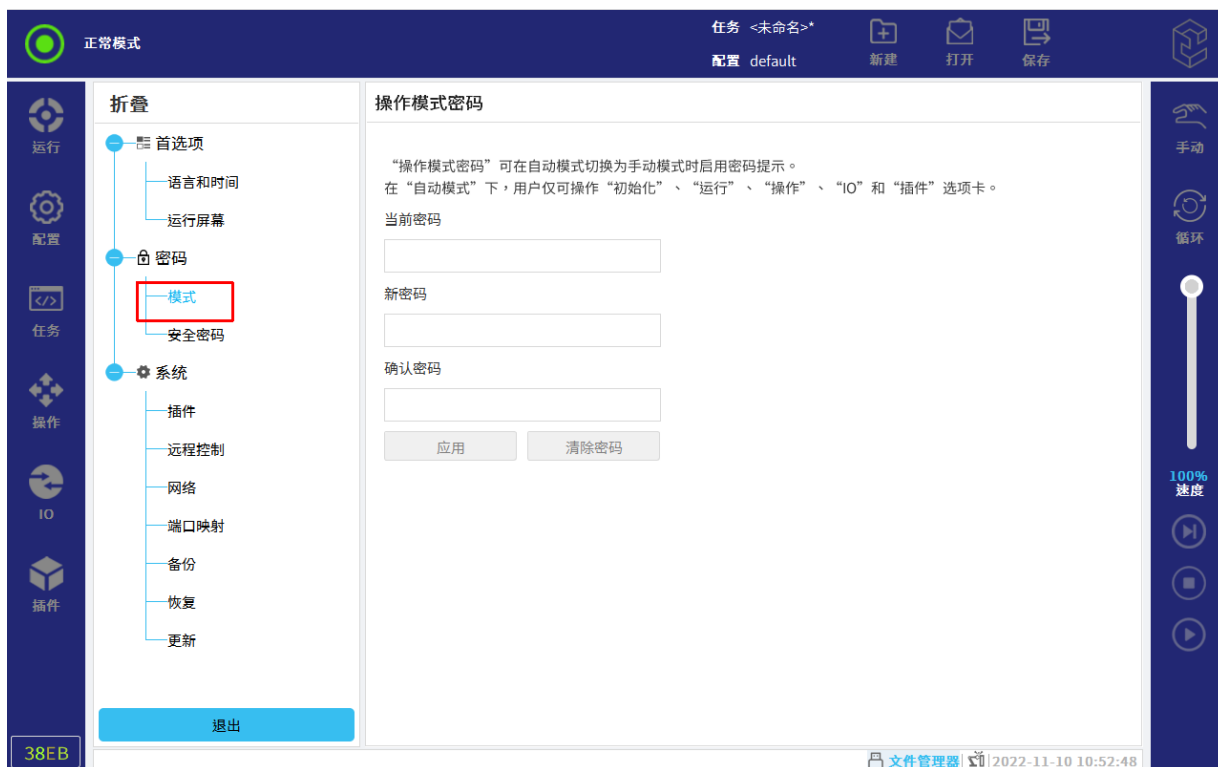 正常模式
任务 <未命名>*
配置 default
新建
打开
保存
运行
配置
任务
操作
IO
插件
38EB
折叠
首选项
语言和时间
运行屏幕
密码
模式
安全密码
系统
插件
远程控制
网络
端口映射
备份
恢复
更新
退出
操作模式密码
“操作模式密码”可在自动模式切换为手动模式时启用密码提示。
在“自动模式”下，用户仅可操作“初始化”、“运行”、“操作”、“IO”和“插件”选项卡。
当前密码
新密码
确认密码
应用
清除密码
手动
循环
100%
速度
文件管理器
2022-11-10 10:52:48